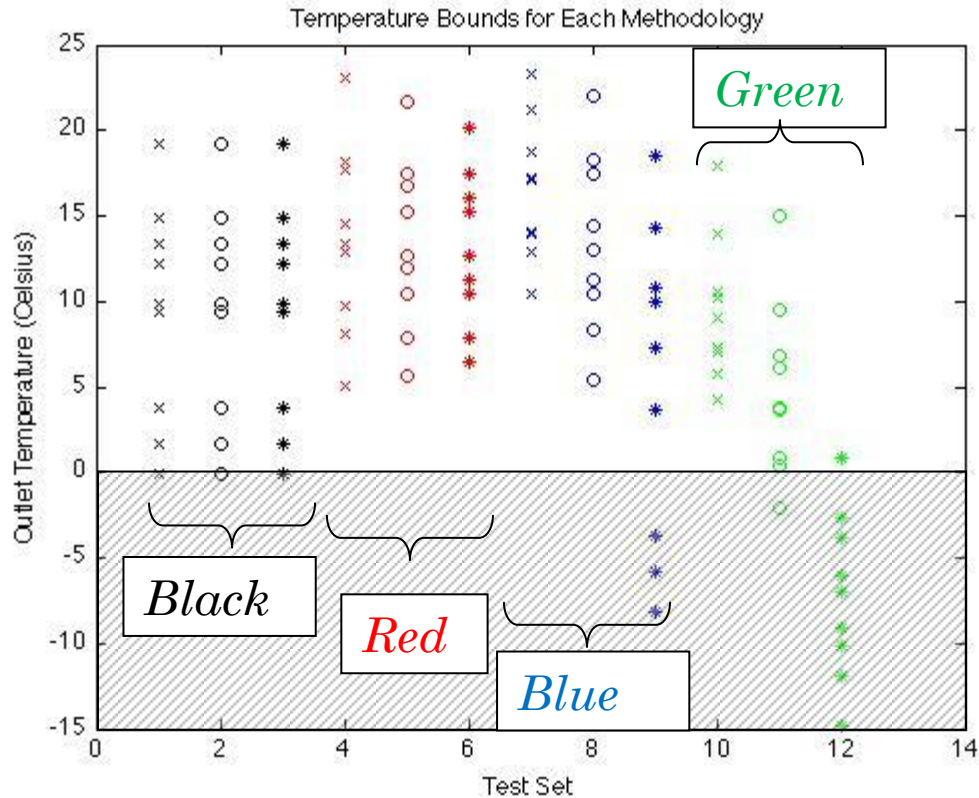 Temperature Bounds for Each Methodology
25
20
15
10
5
0
-5
-10
-15
Outlet Temperature (Celsius)
Green
Black
Red
Blue
0 2 4 6 8 10 12 14
Test Set